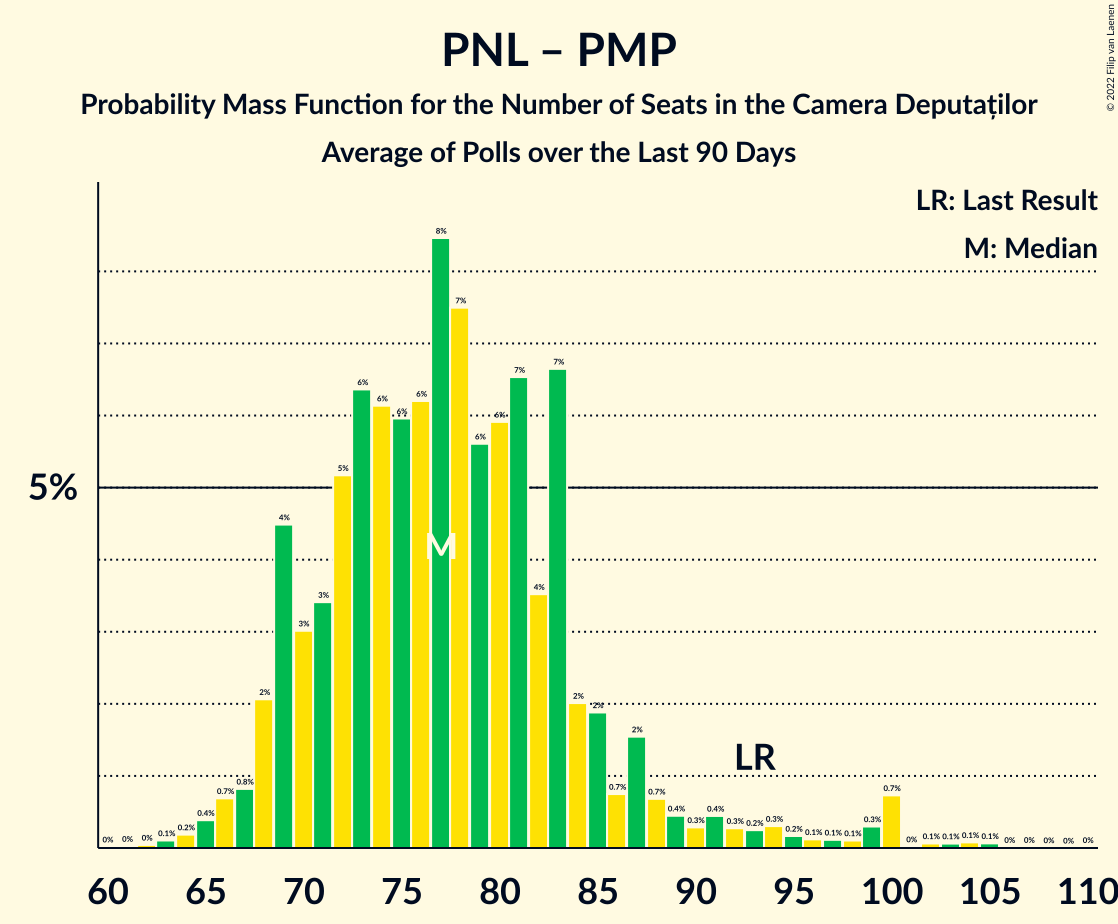 PNL – PMP
Probability Mass Function for the Number of Seats in the Camera Deputaților
Average of Polls over the Last 90 Days
© 2022 Filip van Laenen
LR: Last Result
M: Median
5%
0% 0% 0% 0.1% 0.2% 0.4% 0.7% 0.8% 2% 4% 3% 3% 5% 6% 6% 6% 6% 8% 7% 6% 6% 7% 4% 7% 2% 2% 0.7% 2% 0.7% 0.4% 0.3% 0.4% 0.3% 0.2% 0.3% 0.2% 0.1% 0.1% 0.1% 0.3% 0.7% 0% 0.1% 0.1% 0.1% 0.1% 0% 0% 0% 0% 0%
M
LR
60 65 70 75 80 85 90 95 100 105 110